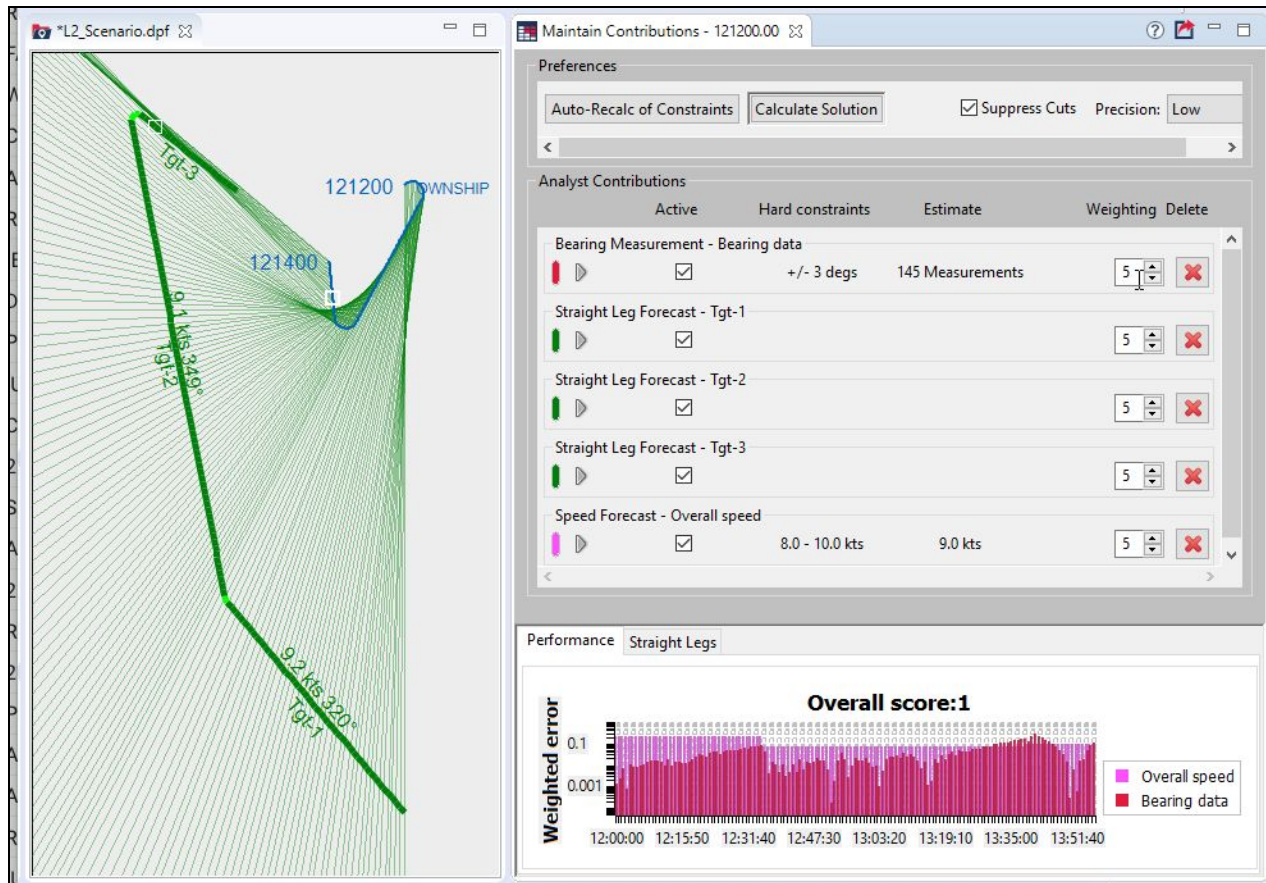 *L2_Scenario.dpf
Tgt-3
121200
OWNSHIP
121400
9.1 kts 349°
Tgt-2
9.2 kts 320°
Tgt-1
Maintain Contributions - 121200.00
Preferences
Auto-Recalc of Constraints Calculate Solution Suppress Cuts Precision: Low
Analyst Contributions
Active Hard constraints Estimate Weighting Delete
Bearing Measurement - Bearing data
+/- 3 degs 145 Measurements 5
Straight Leg Forecast - Tgt-1
5
Straight Leg Forecast - Tgt-2
5
Straight Leg Forecast - Tgt-3
5
Speed Forecast - Overall speed
8.0 - 10.0 kts 9.0 kts 5
Performance Straight Legs
Overall score:1
Weighted error
0.1
0.001
12:00:00 12:15:50 12:31:40 12:47:30 13:03:20 13:19:10 13:35:00 13:51:40
Overall speed
Bearing data